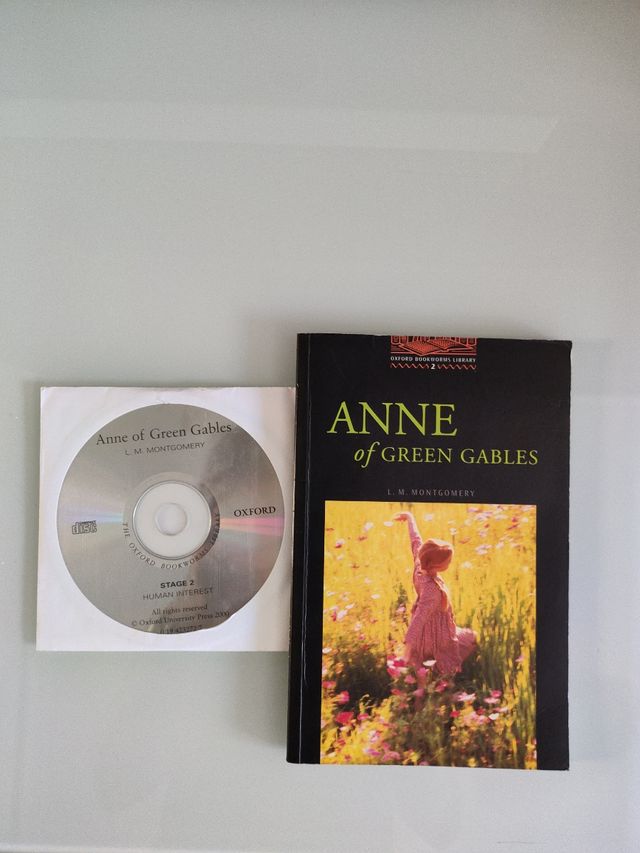 Anne of Green Gables
L. M. MONTGOMERY
disc
OXFORD
THE OXFORD BOOKWORMS LIBRARY
STAGE 2
HUMAN INTEREST
All rights reserved
© Oxford University Press 2000
OXFORD BOOKWORMS LIBRARY
2
ANNE
of GREEN GABLES
L. M. MONTGOMERY